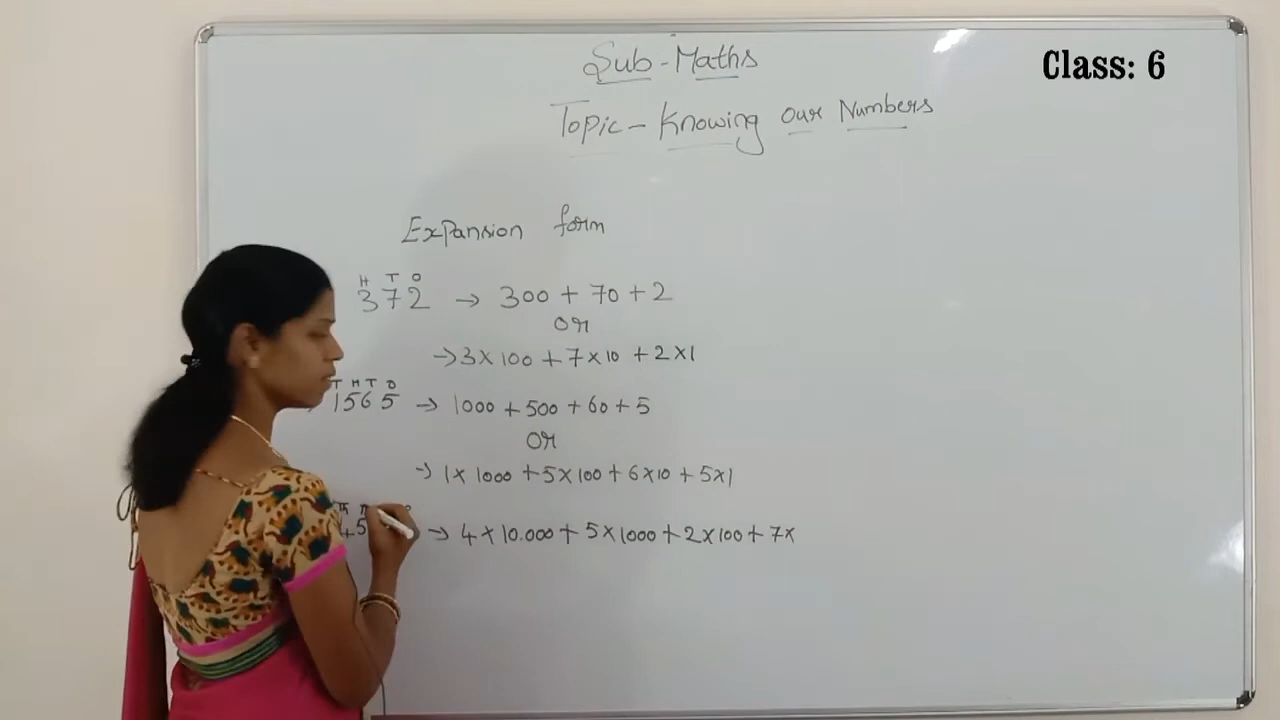 Sub-Maths
Class: 6
Topic - Knowing our Numbers
Expansion form
H T O
372 → 300 + 70 + 2
or
→ 3 × 100 + 7 × 10 + 2 × 1
T H T O
1565 → 1000 + 500 + 60 + 5
or
→ 1 × 1000 + 5 × 100 + 6 × 10 + 5 × 1
45 → 4 × 10.000 + 5 × 1000 + 2 × 100 + 7 ×